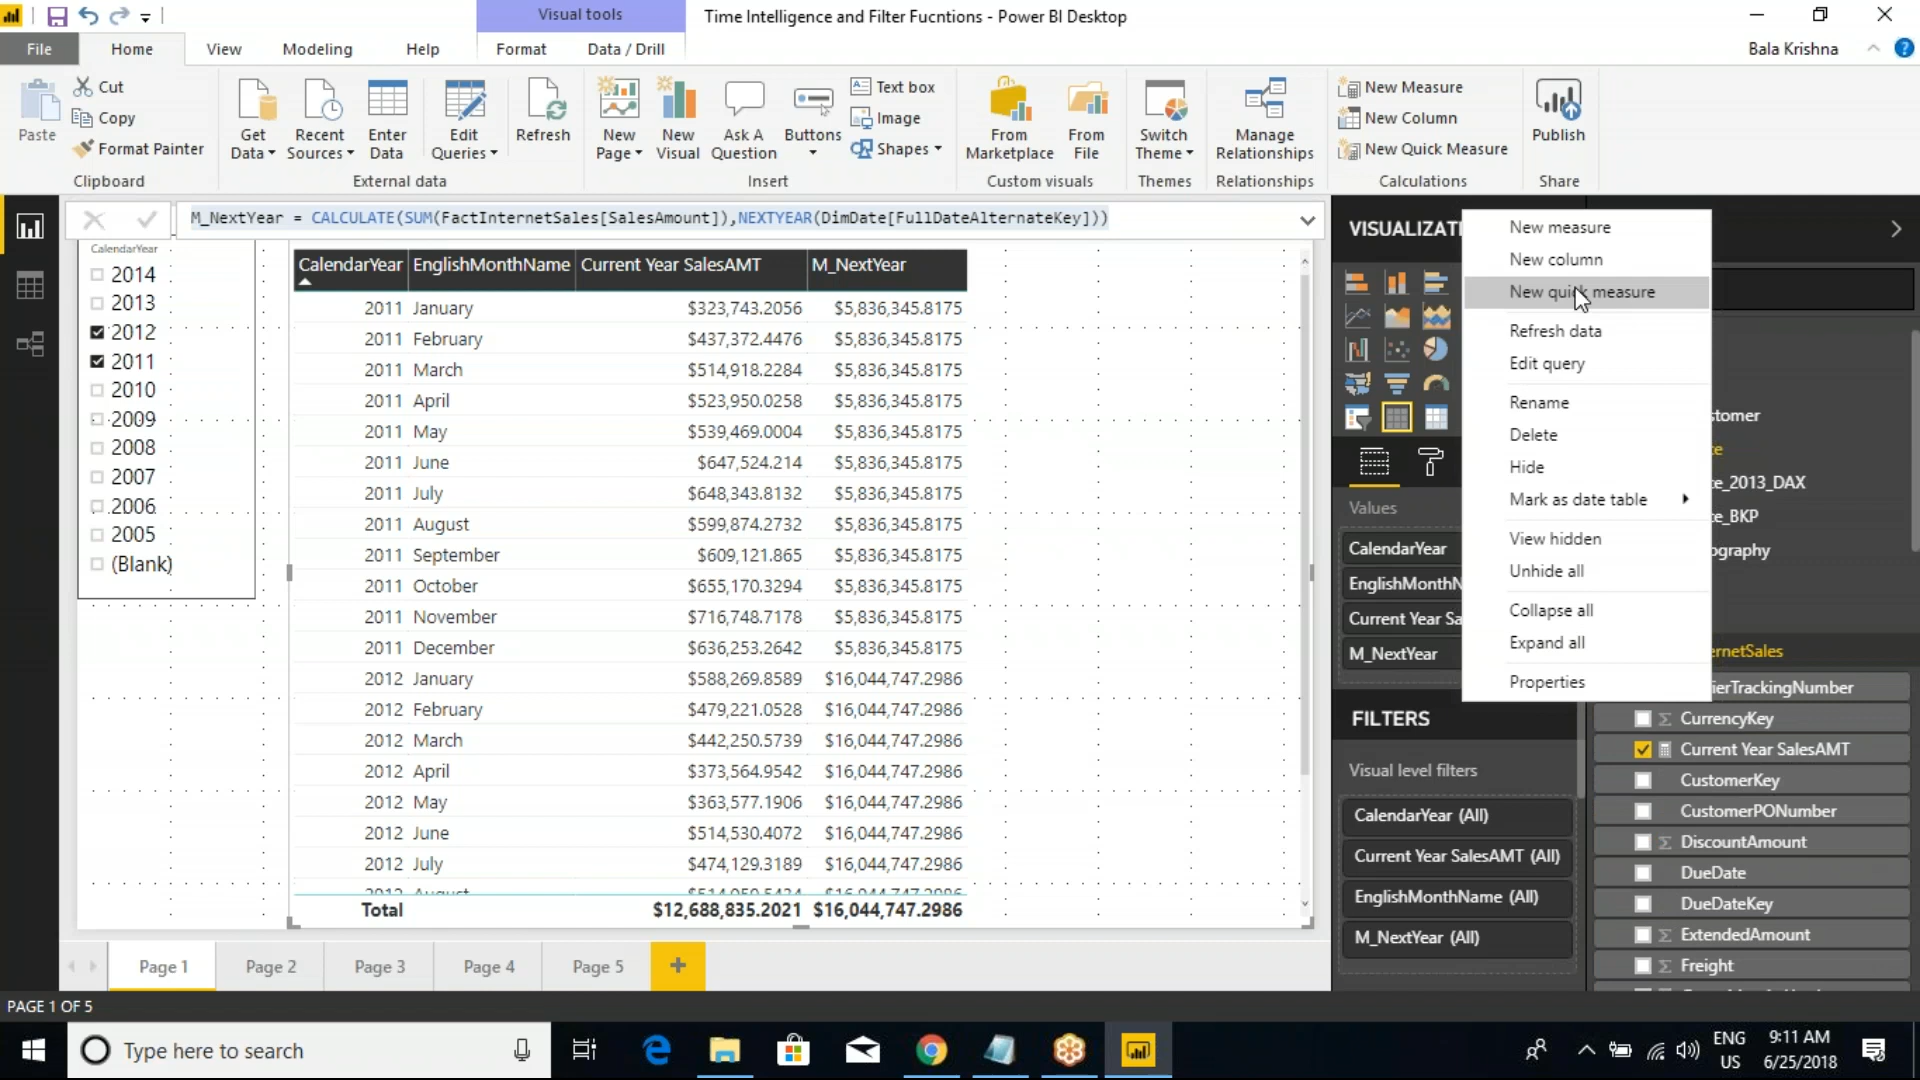 Visual tools
Time Intelligence and Filter Fucntions - Power BI Desktop
File
Home
View
Modeling
Help
Format
Data / Drill
Bala Krishna
Paste
Cut
Copy
Format Painter
Clipboard
Get Data
Recent Sources
Enter Data
Edit Queries
Refresh
External data
New Page
New Visual
Ask A Question
Buttons
Text box
Image
Shapes
Insert
From Marketplace
From File
Custom visuals
Switch Theme
Themes
Manage Relationships
Relationships
New Measure
New Column
New Quick Measure
Calculations
Publish
Share
M_NextYear = CALCULATE(SUM(FactInternetSales[SalesAmount]),NEXTYEAR(DimDate[FullDateAlternateKey]))
CalendarYear
2014
2013
2012
2011
2010
2009
2008
2007
2006
2005
(Blank)
CalendarYear EnglishMonthName Current Year SalesAMT M_NextYear
2011 January $323,743.2056 $5,836,345.8175
2011 February $437,372.4476 $5,836,345.8175
2011 March $514,918.2284 $5,836,345.8175
2011 April $523,950.0258 $5,836,345.8175
2011 May $539,469.0004 $5,836,345.8175
2011 June $647,524.214 $5,836,345.8175
2011 July $648,343.8132 $5,836,345.8175
2011 August $599,874.2732 $5,836,345.8175
2011 September $609,121.865 $5,836,345.8175
2011 October $655,170.3294 $5,836,345.8175
2011 November $716,748.7178 $5,836,345.8175
2011 December $636,253.2642 $5,836,345.8175
2012 January $588,269.8589 $16,044,747.2986
2012 February $479,221.0528 $16,044,747.2986
2012 March $442,250.5739 $16,044,747.2986
2012 April $373,564.9542 $16,044,747.2986
2012 May $363,577.1906 $16,044,747.2986
2012 June $514,530.4072 $16,044,747.2986
2012 July $474,129.3189 $16,044,747.2986
2012 August
Total $12,688,835.2021 $16,044,747.2986
VISUALIZATI
Values
CalendarYear
EnglishMonthN
Current Year Sa
M_NextYear
FILTERS
Visual level filters
CalendarYear (All)
Current Year SalesAMT (All)
EnglishMonthName (All)
M_NextYear (All)
New measure
New column
New quick measure
Refresh data
Edit query
Rename
Delete
Hide
Mark as date table
View hidden
Unhide all
Collapse all
Expand all
Properties
stomer
te
te_2013_DAX
te_BKP
ography
ernetSales
ierTrackingNumber
CurrencyKey
Current Year SalesAMT
CustomerKey
CustomerPONumber
DiscountAmount
DueDate
DueDateKey
ExtendedAmount
Freight
Page 1
Page 2
Page 3
Page 4
Page 5
+
PAGE 1 OF 5
Type here to search
ENG
US
9:11 AM
6/25/2018